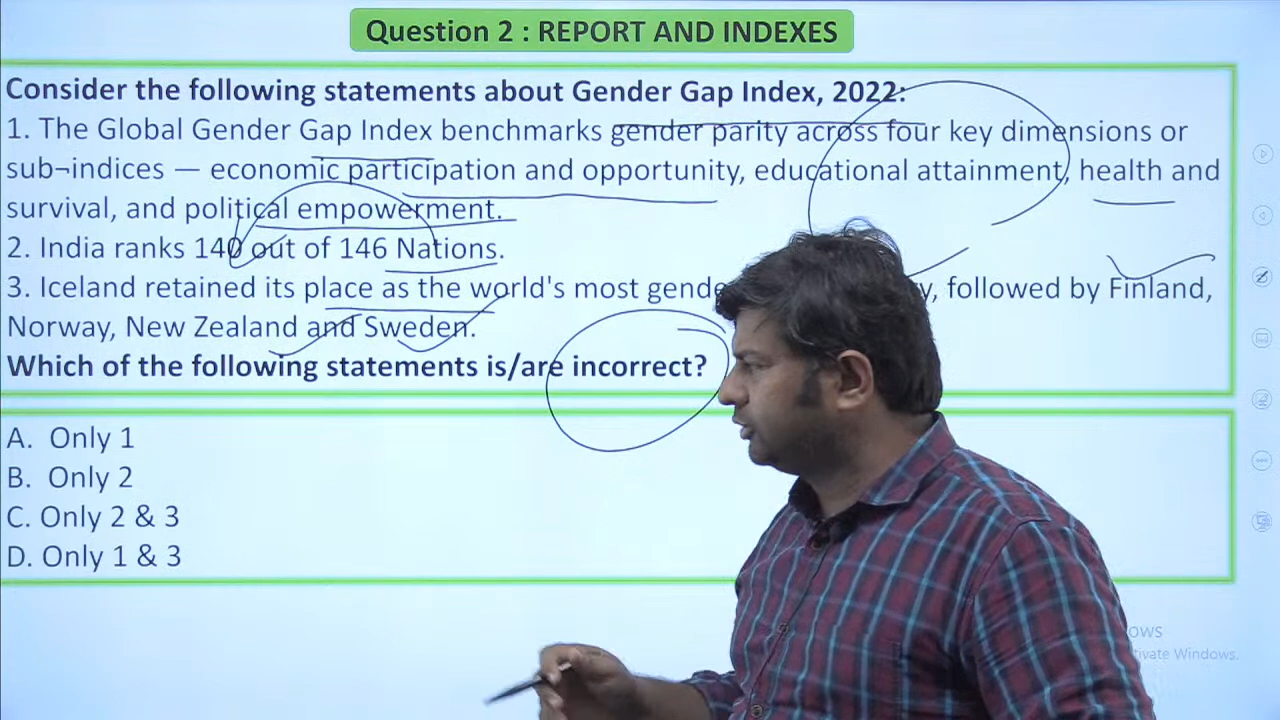 Question 2 : REPORT AND INDEXES
Consider the following statements about Gender Gap Index, 2022:
1. The Global Gender Gap Index benchmarks gender parity across four key dimensions or
sub¬indices — economic participation and opportunity, educational attainment, health and
survival, and political empowerment.
2. India ranks 140 out of 146 Nations.
3. Iceland retained its place as the world's most followed by Finland,
Norway, New Zealand and Sweden.
Which of the following statements is/are incorrect?
A. Only 1
B. Only 2
C. Only 2 & 3
D. Only 1 & 3
Windows.